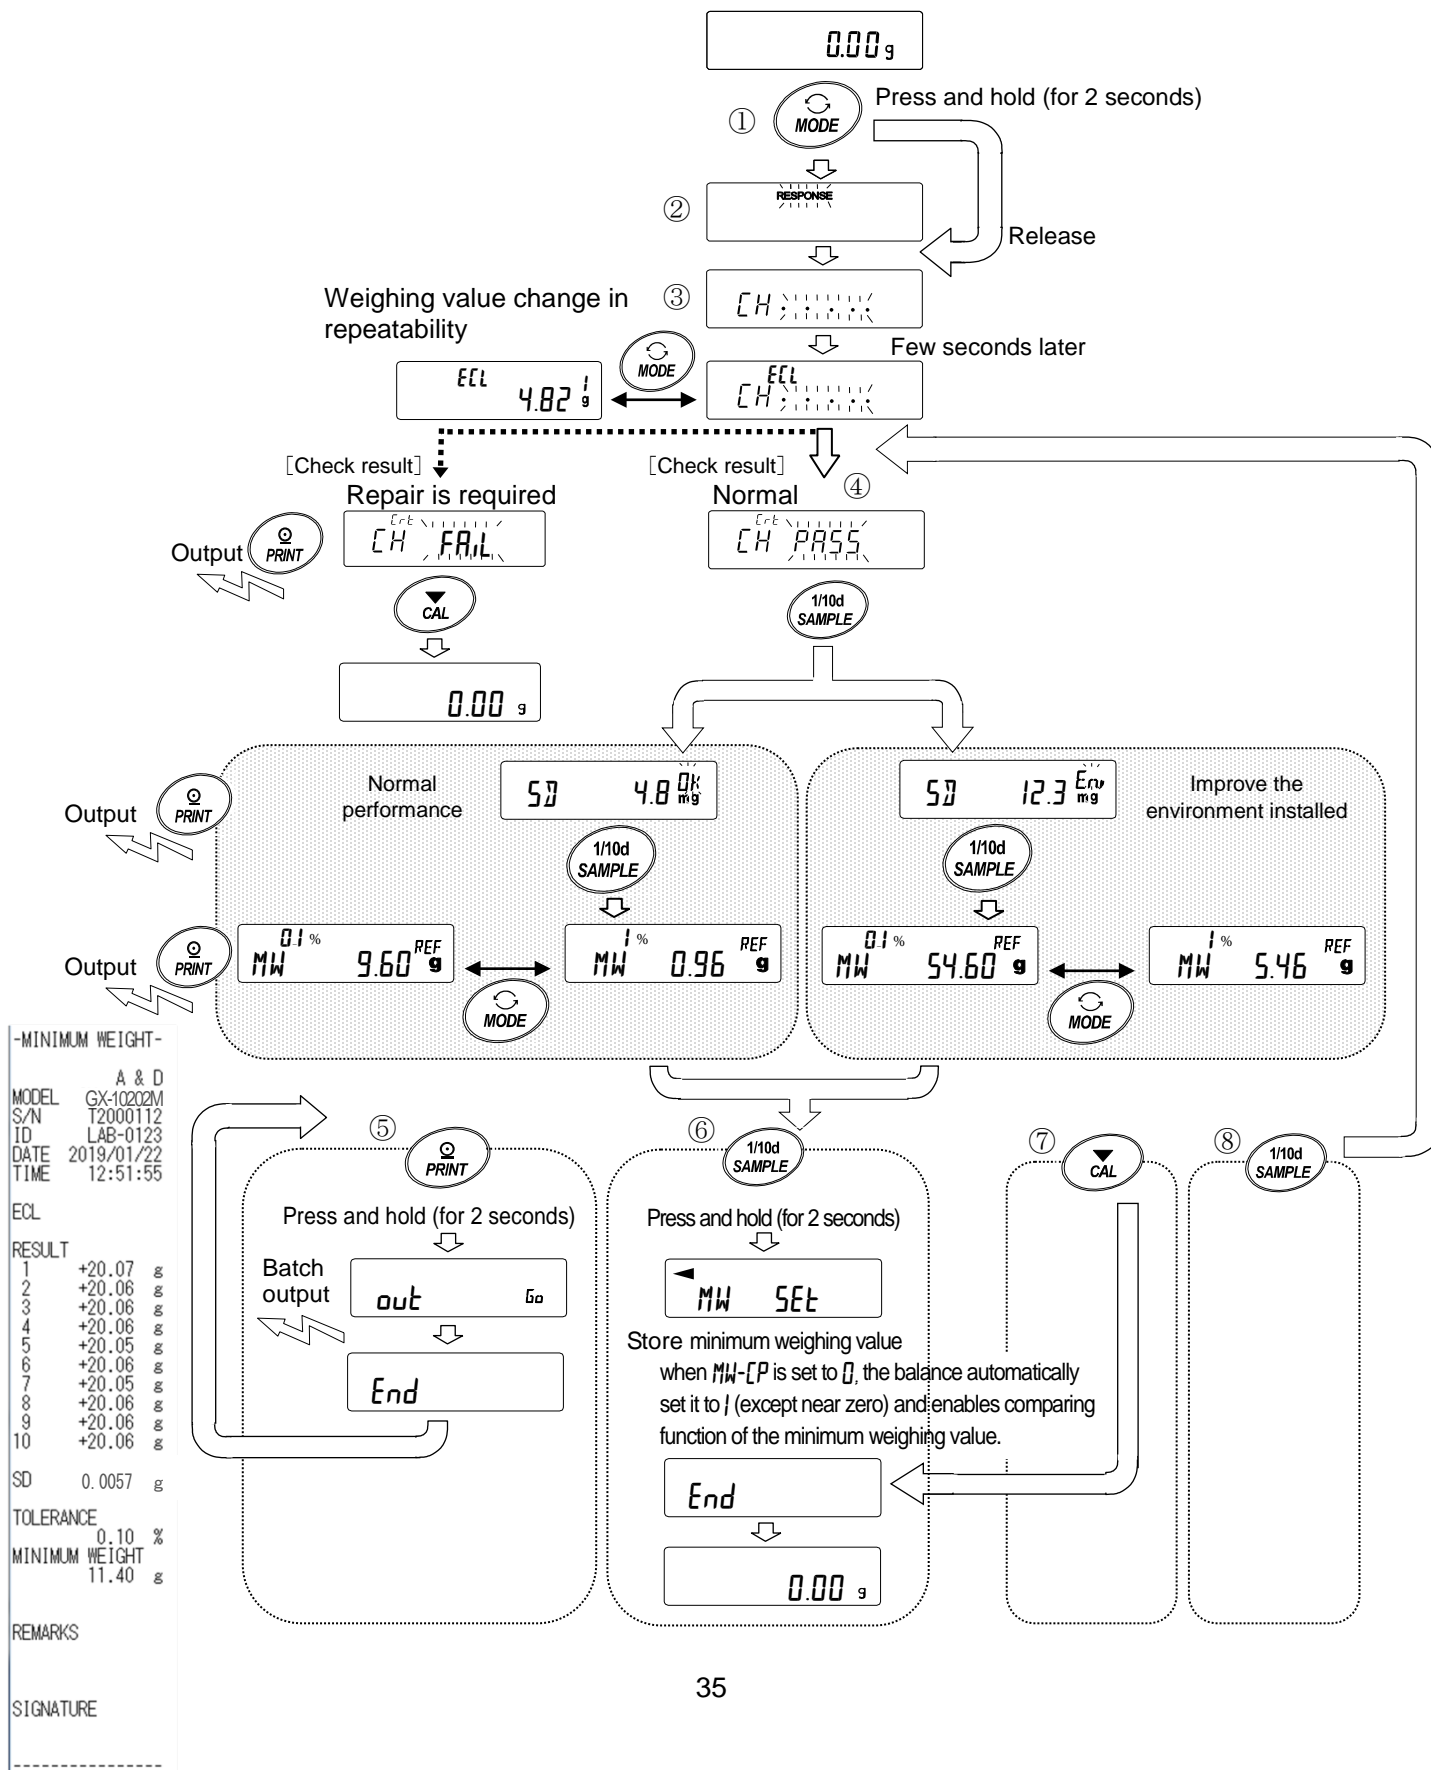 0.00 g
① MODE
Press and hold (for 2 seconds)
② RESPONSE
Release
③ CH
Weighing value change in
repeatability
MODE
Few seconds later
ECL
4.82 g
ECL
CH
[Check result]
Repair is required
Crt
CH FAiL
Output PRINT
CAL
0.00 g
[Check result]
Normal ④
Crt
CH PASS
1/10d
SAMPLE
Output PRINT
Normal
performance
SD 4.8 OK
mg
1/10d
SAMPLE
Output PRINT
0.1 %
MW 9.60 REF
g
MODE
1 %
MW 0.96 REF
g
SD 12.3 Env
mg
Improve the
environment installed
1/10d
SAMPLE
0.1 %
MW 54.60 REF
g
MODE
1 %
MW 5.46 REF
g
-MINIMUM WEIGHT-
A & D
MODEL GX-10202M
S/N T2000112
ID LAB-0123
DATE 2019/01/22
TIME 12:51:55
ECL
RESULT
1 +20.07 g
2 +20.06 g
3 +20.06 g
4 +20.06 g
5 +20.05 g
6 +20.06 g
7 +20.05 g
8 +20.06 g
9 +20.06 g
10 +20.06 g
SD 0.0057 g
TOLERANCE
0.10 %
MINIMUM WEIGHT
11.40 g
REMARKS
SIGNATURE
-----------------
⑤ PRINT
Press and hold (for 2 seconds)
Batch
output
out Go
End
⑥ 1/10d
SAMPLE
Press and hold (for 2 seconds)
MW SEt
Store minimum weighing value
when MW-CP is set to 0, the balance automatically
set it to 1 (except near zero) and enables comparing
function of the minimum weighing value.
End
0.00 g
⑦ CAL
⑧ 1/10d
SAMPLE
35